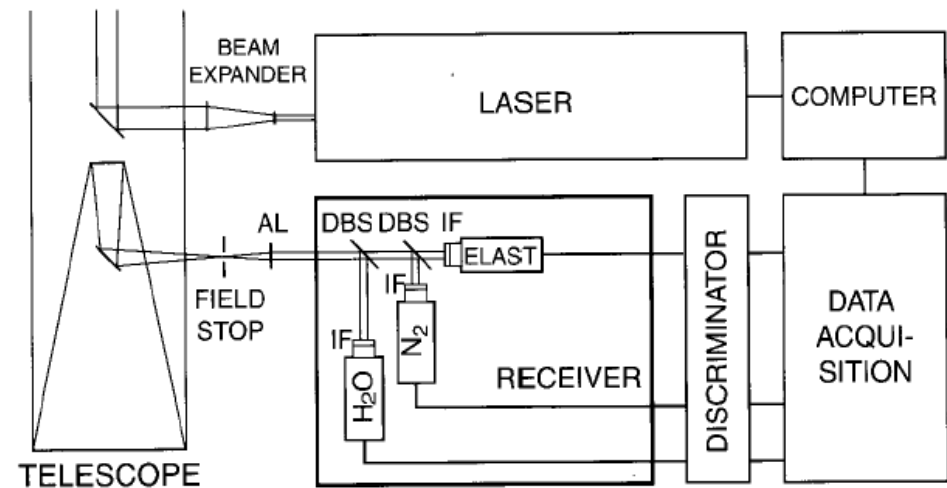 BEAM
EXPANDER
LASER
COMPUTER
AL
DBS
DBS
IF
ELAST
FIELD
STOP
IF
N₂
IF
H₂O
RECEIVER
DISCRIMINATOR
DATA
ACQUI-
SITION
TELESCOPE